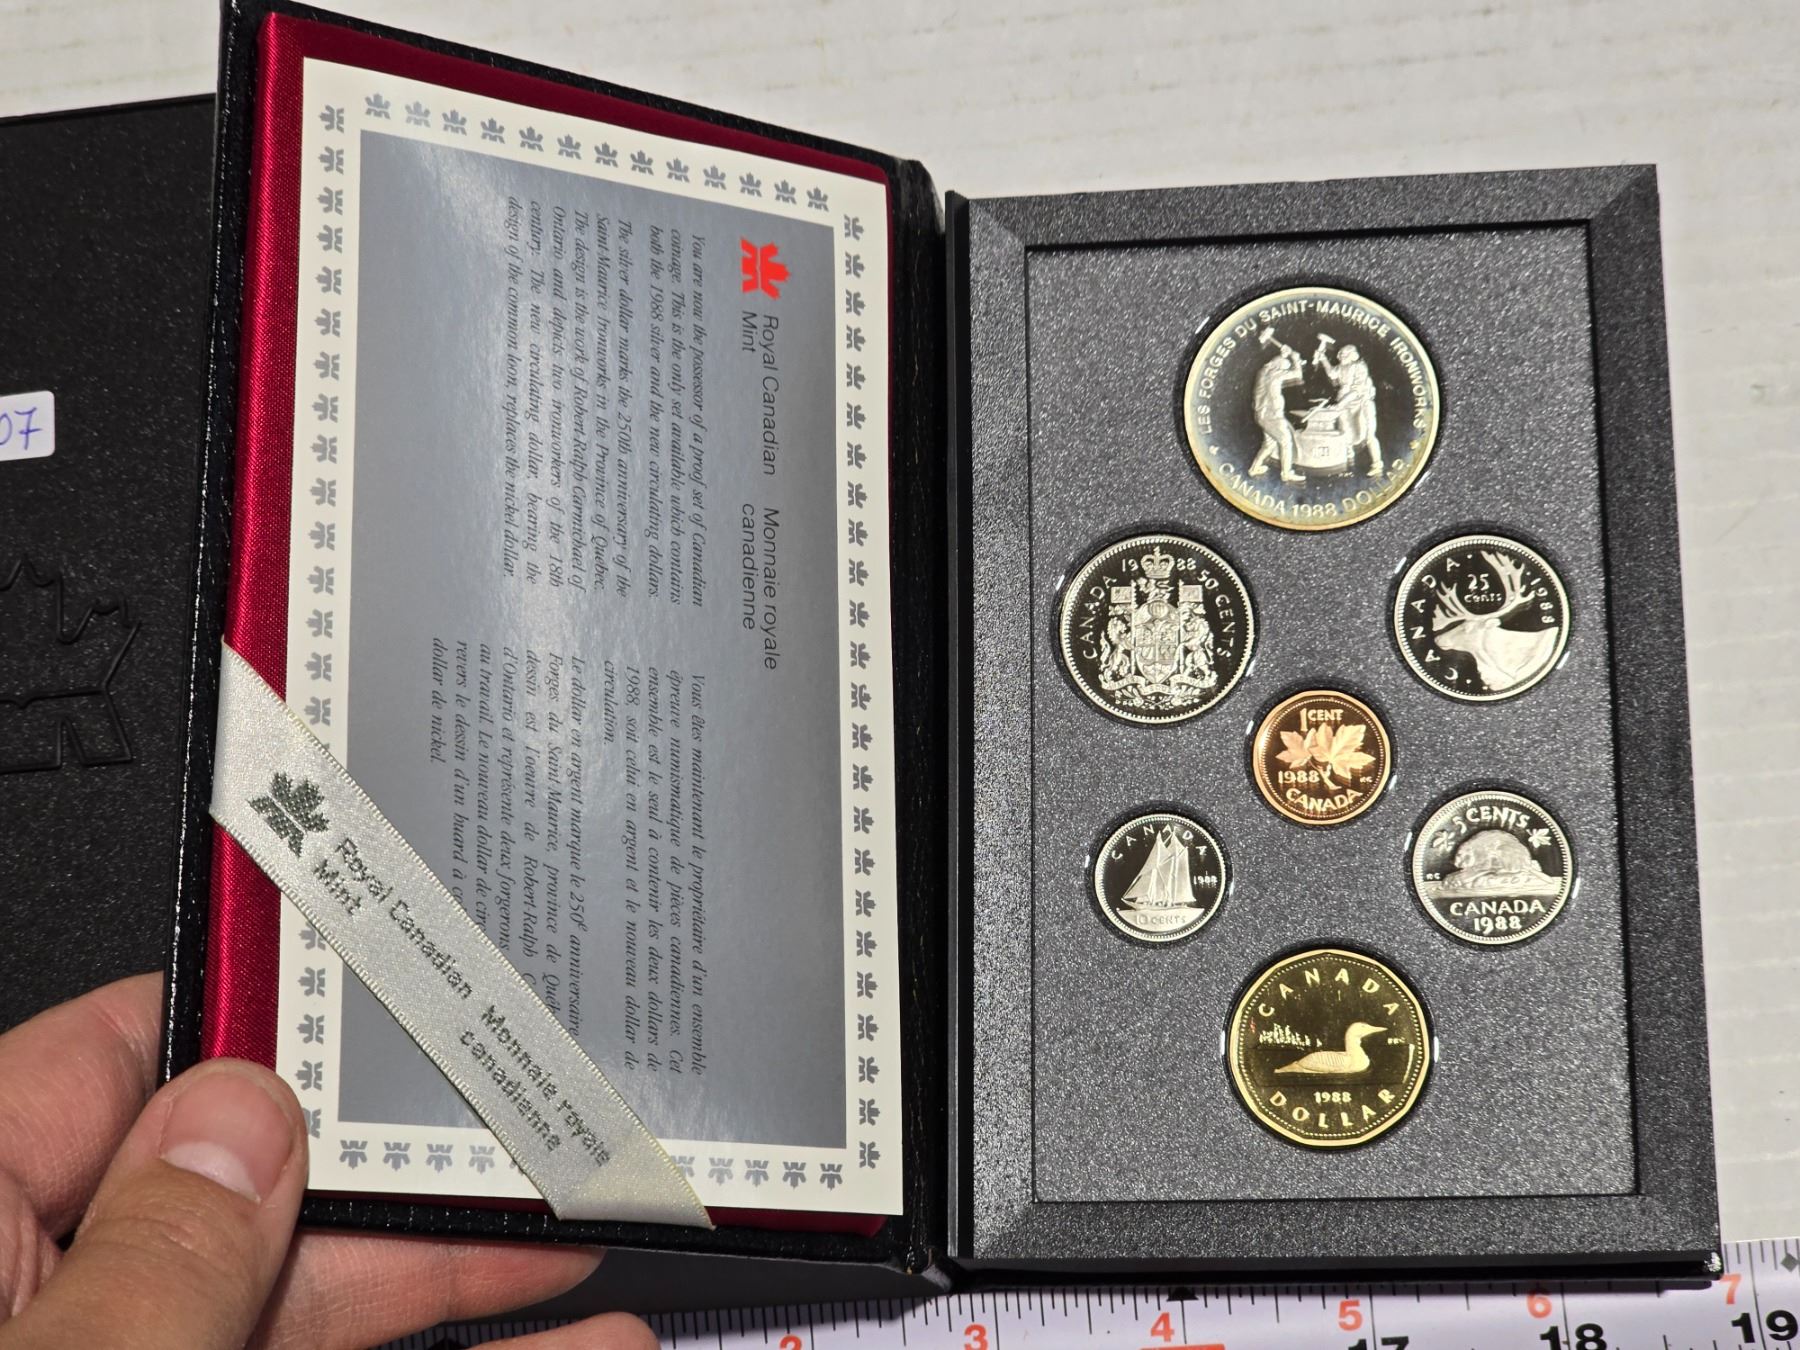 07
Royal Canadian
Mint
Monnaie royale
canadienne
You are now the possessor of a proof set of Canadian
coinage. This is the only set available which contains
both the 1988 silver and the new circulating dollars.
The silver dollar marks the 250th anniversary of the
Saint-Maurice Ironworks in the Province of Quebec.
The design is the work of Robert-Ralph Carmichael of
Ontario and depicts two ironworkers of the 18th
century. The new circulating dollar, bearing the
design of the common loon, replaces the nickel dollar.
Vous êtes maintenant le propriétaire d'un ensemble
épreuve numismatique de pièces canadiennes. Cet
ensemble est le seul à contenir les deux dollars de
1988, soit celui en argent et le nouveau dollar de
circulation.
Le dollar en argent marque le 250e anniversaire
Forges du Saint-Maurice, province de Québ
dessin est l'oeuvre de Robert-Ralph C
d'Ontario et représente deux forgerons
au travail. Le nouveau dollar de circ
revers le dessin d'un huard à c
dollar de nickel.
Royal Canadian
Mint
Monnaie royale
canadienne
LES FORGES DU SAINT-MAURICE IRONWORKS
CANADA 1988 DOLLAR
CANADA 1988 50 CENTS
CANADA 1988
25
cents
1 CENT
1988
CANADA
CANADA
1988
10 CENTS
5 CENTS
CANADA
1988
CANADA
1988
DOLLAR
2 3 4 5 6 7
17 18 19